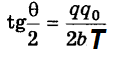 tg θ/2 = qq₀/2bT